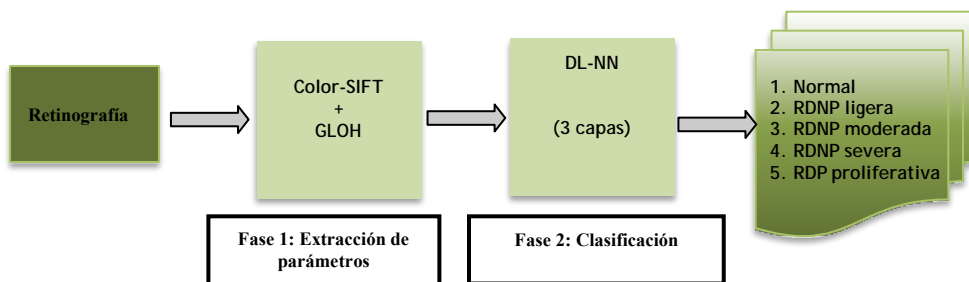 Retinografía
Color-SIFT
+
GLOH
DL-NN
(3 capas)
1. Normal
2. RDNP ligera
3. RDNP moderada
4. RDNP severa
5. RDP proliferativa
Fase 1: Extracción de
parámetros
Fase 2: Clasificación